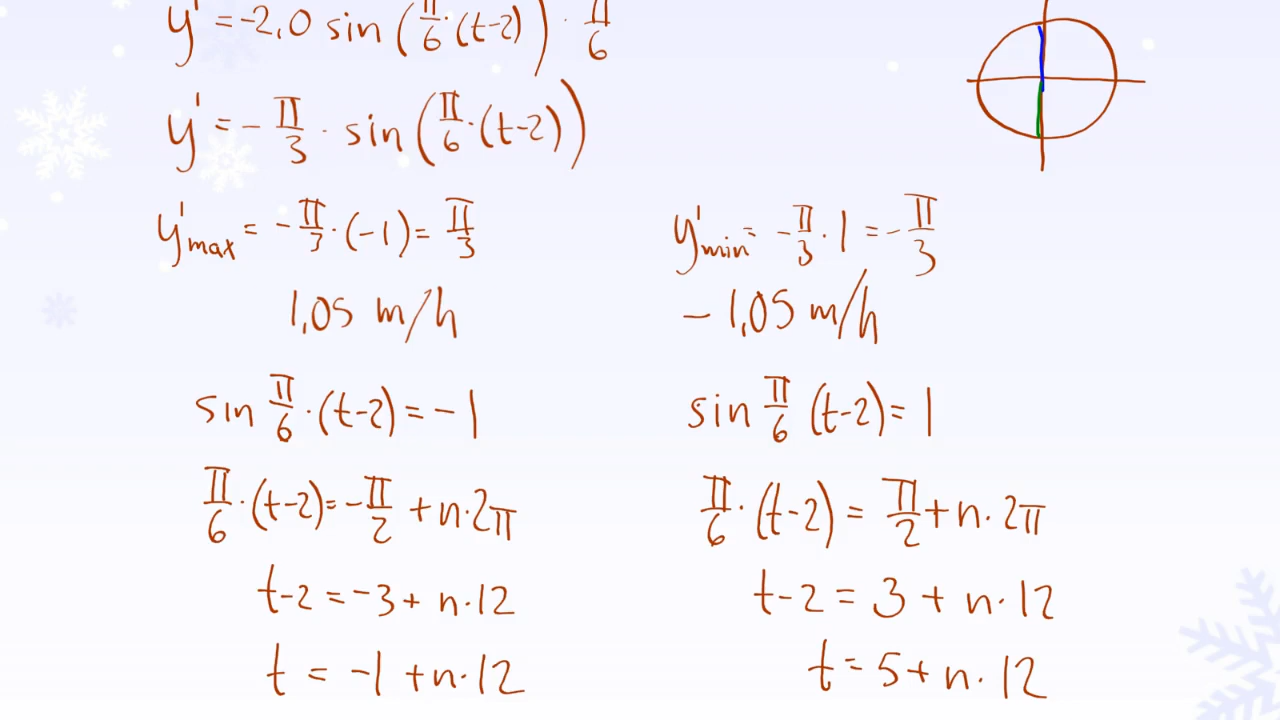 y' = -2,0 sin(π/6 · (t-2)) · π/6
y' = - π/3 · sin(π/6 · (t-2))
y'max = - π/3 · (-1) = π/3
1,05 m/h
sin π/6 · (t-2) = -1
π/6 · (t-2) = -π/2 + n·2π
t-2 = -3 + n·12
t = -1 + n·12
y'min = - π/3 · 1 = - π/3
- 1,05 m/h
sin π/6 (t-2) = 1
π/6 · (t-2) = π/2 + n·2π
t-2 = 3 + n·12
t = 5 + n·12